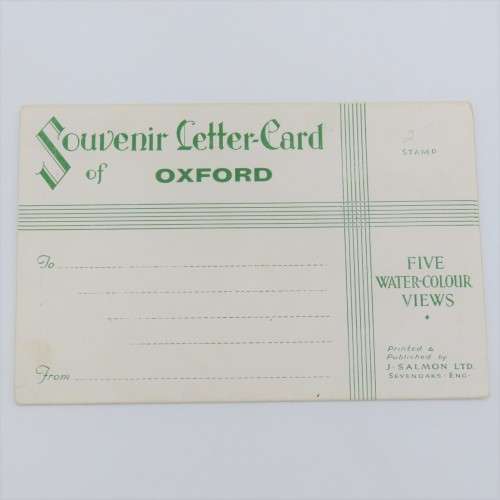 Souvenir Letter-Card
of OXFORD
2
STAMP
To
From
FIVE
WATER-COLOUR
VIEWS
Printed &
Published by
J. SALMON LTD.
SEVENOAKS - ENG.